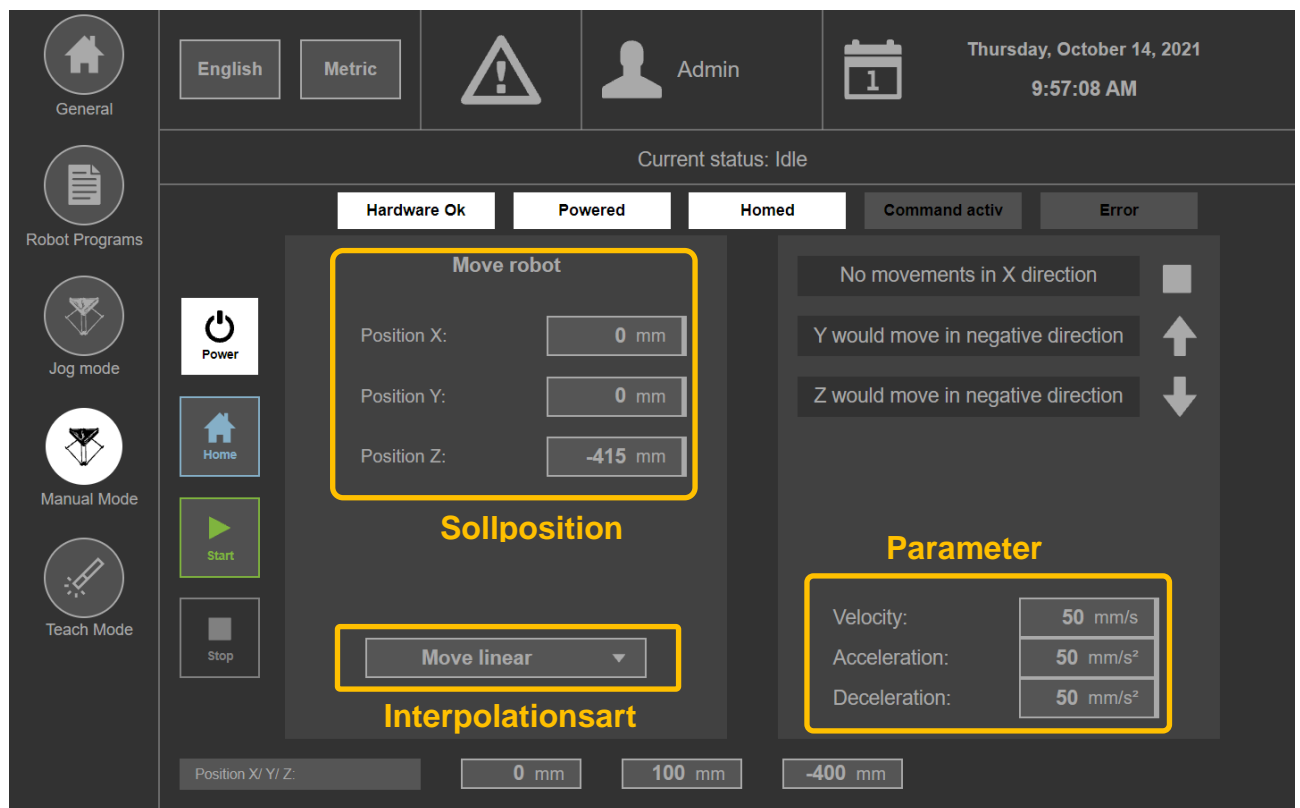 General
English
Metric
Admin
1
Thursday, October 14, 2021
9:57:08 AM
Current status: Idle
Robot Programs
Jog mode
Manual Mode
Teach Mode
Hardware Ok
Powered
Homed
Command activ
Error
Power
Home
Start
Stop
Move robot
Position X: 0 mm
Position Y: 0 mm
Position Z: -415 mm
Sollposition
Move linear
Interpolationsart
No movements in X direction
Y would move in negative direction
Z would move in negative direction
Parameter
Velocity: 50 mm/s
Acceleration: 50 mm/s²
Deceleration: 50 mm/s²
Position X/ Y/ Z: 0 mm 100 mm -400 mm